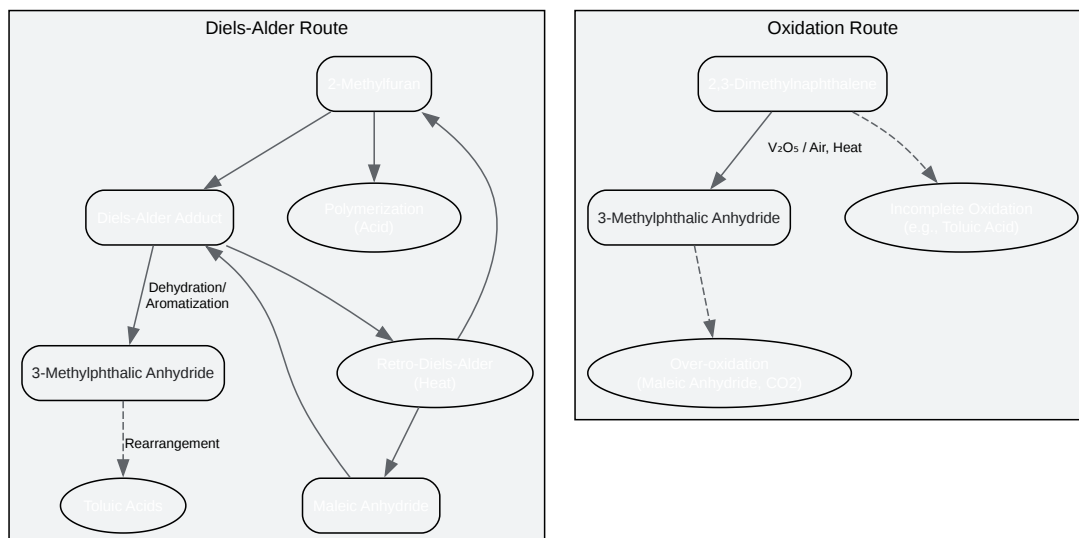 Diels-Alder Route
2-Methylfuran
Diels-Alder Adduct
Polymerization
(Acid)
Dehydration/
Aromatization
3-Methylphthalic Anhydride
Retro-Diels-Alder
(Heat)
Rearrangement
Toluic Acids
Maleic Anhydride
Oxidation Route
2,3-Dimethylnaphthalene
V₂O₅ / Air, Heat
3-Methylphthalic Anhydride
Incomplete Oxidation
(e.g., Toluic Acid)
Over-oxidation
(Maleic Anhydride, CO2)